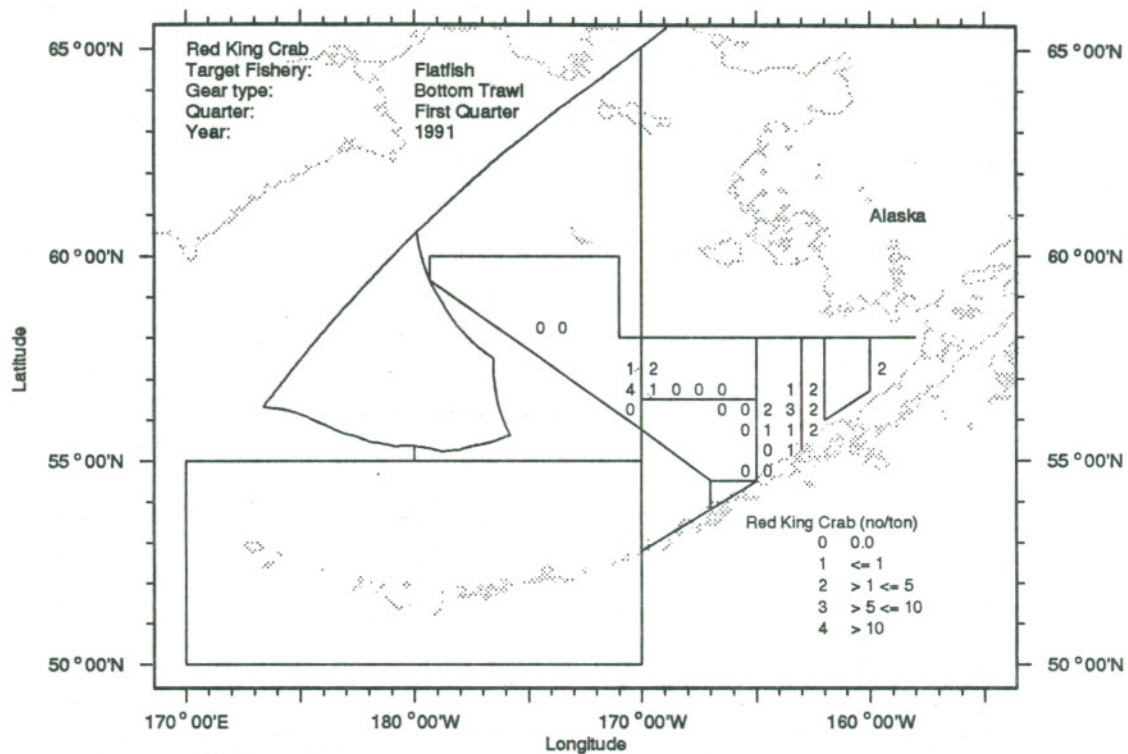 65°00'N 65°00'N
Red King Crab
Target Fishery: Flatfish
Gear type: Bottom Trawl
Quarter: First Quarter
Year: 1991
Alaska
60°00'N 60°00'N
Latitude
0 0
1 2 2
4 1 0 0 0 1 2
0 0 0 2 3 2
0 1 1 2
0 1
0 0
55°00'N 55°00'N
Red King Crab (no/ton)
0 0.0
1 <= 1
2 > 1 <= 5
3 > 5 <= 10
4 > 10
50°00'N 50°00'N
170°00'E 180°00'W 170°00'W 160°00'W
Longitude